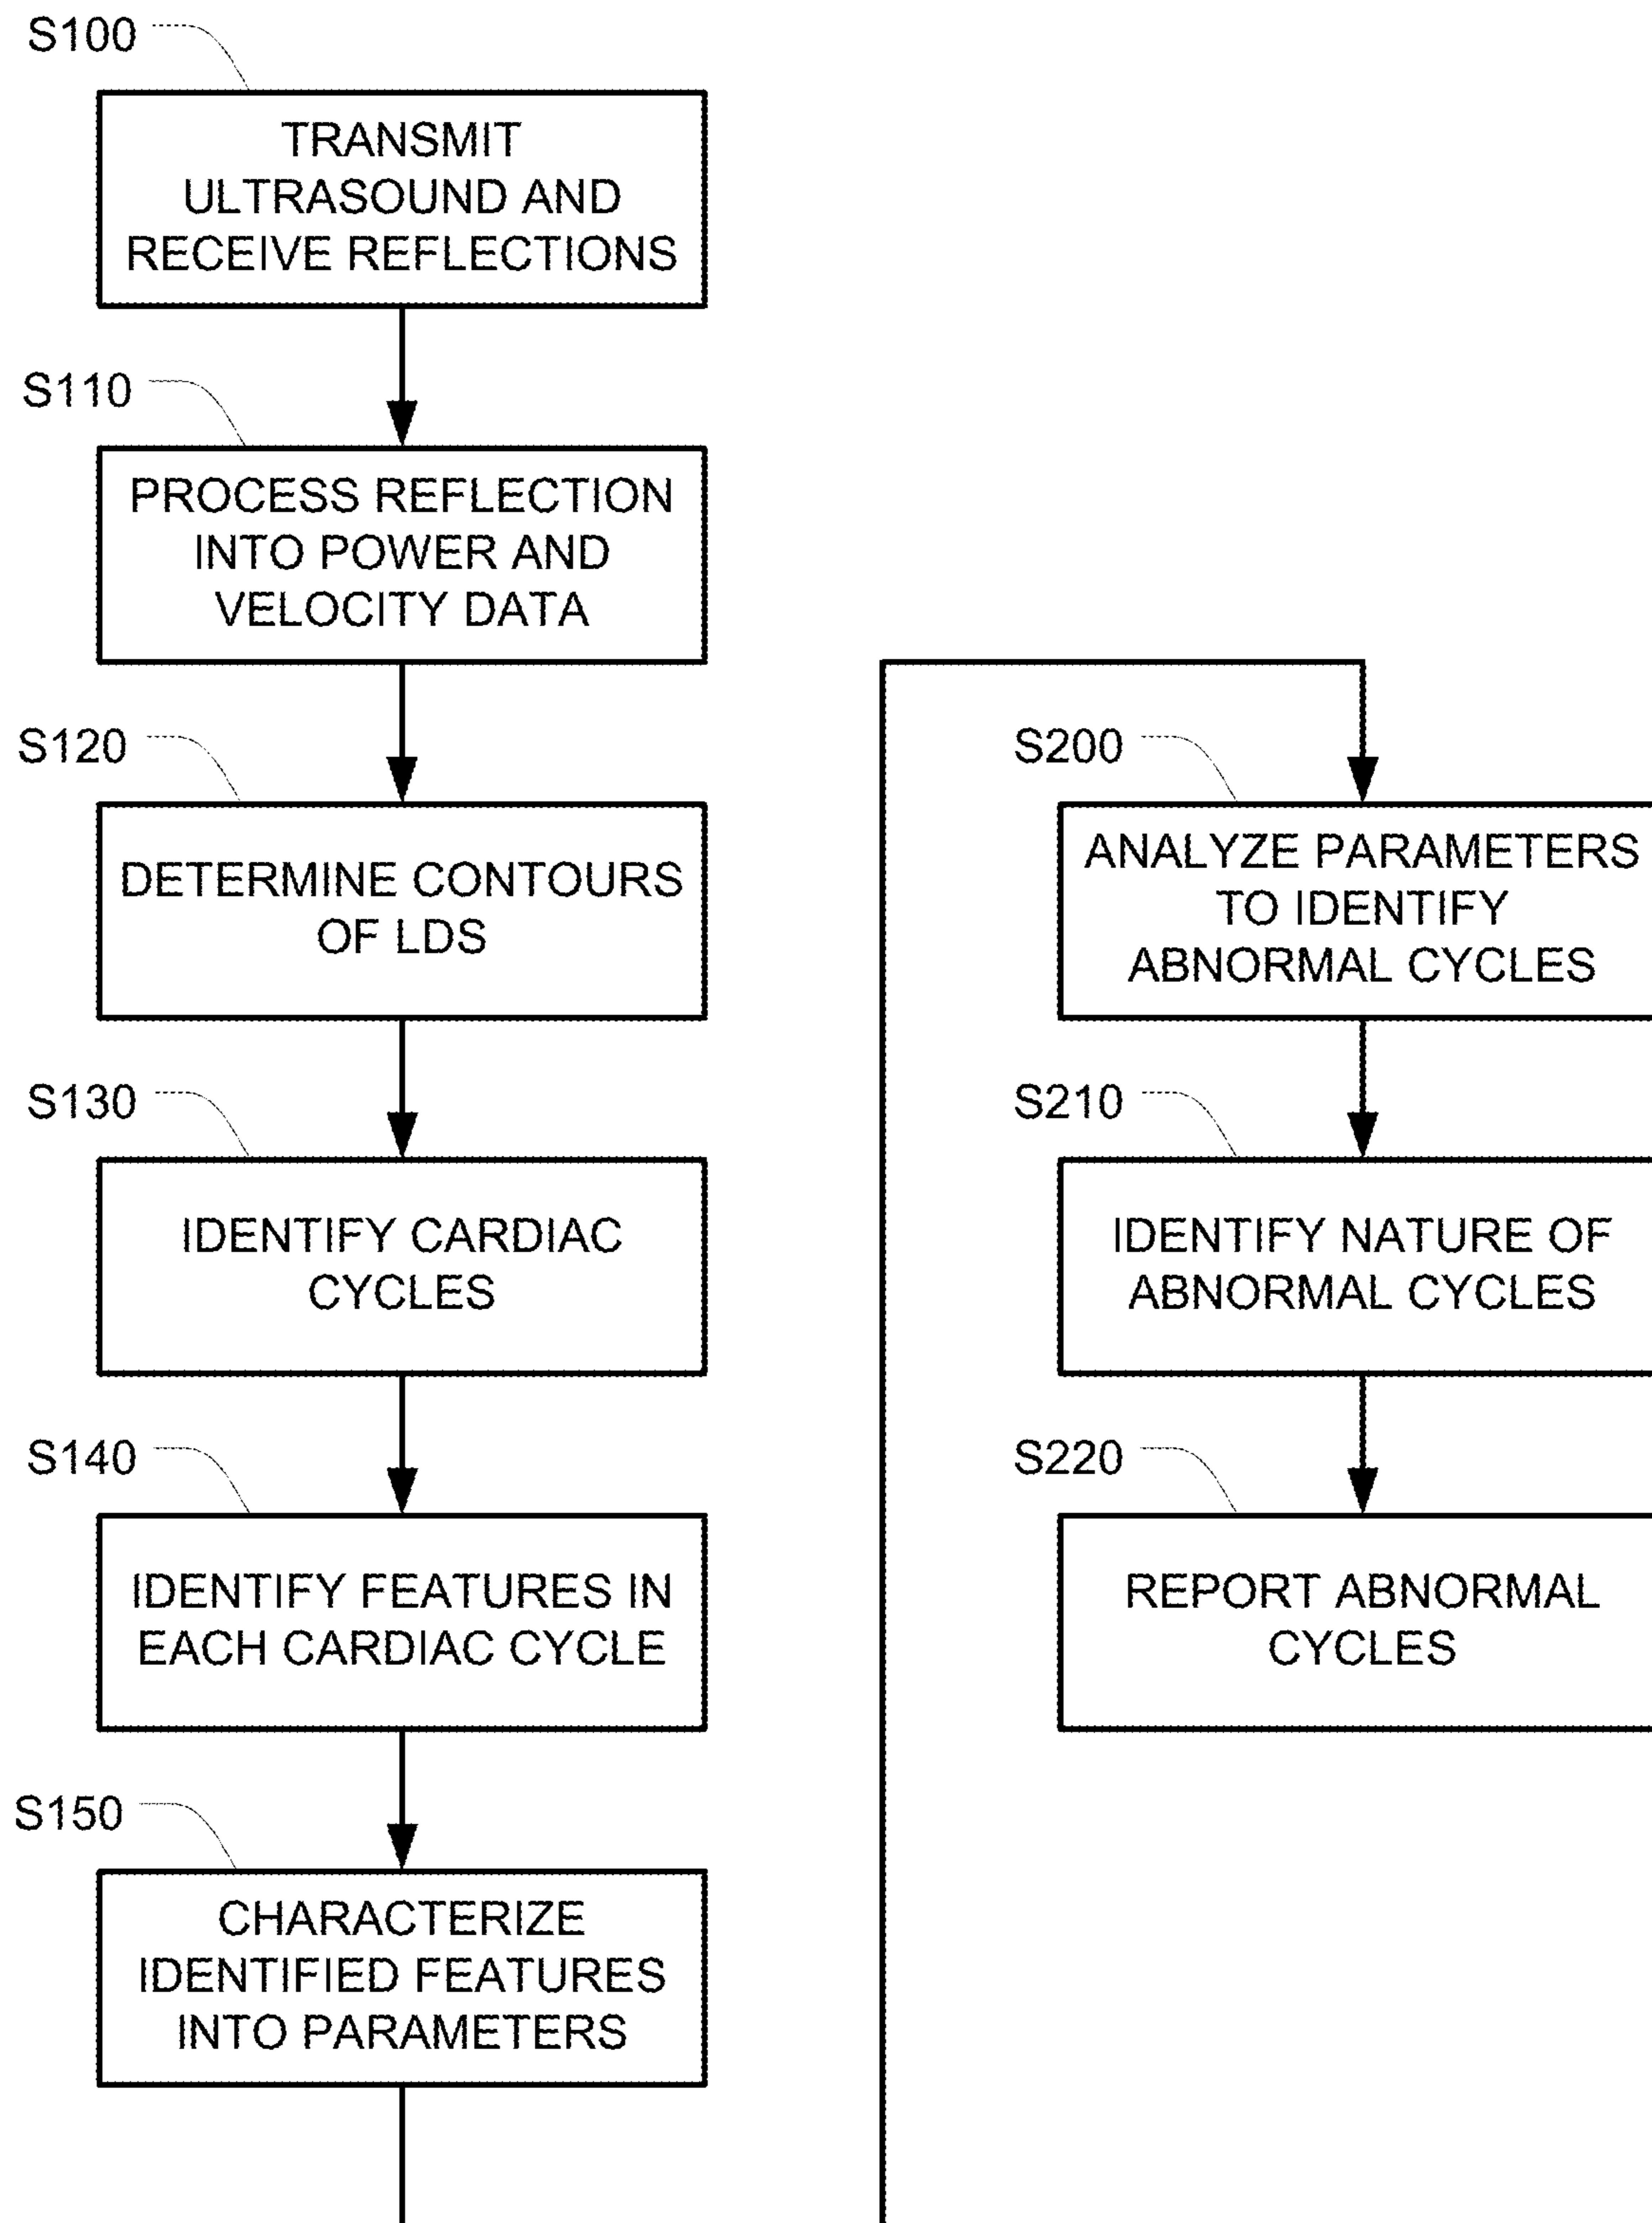 S100
TRANSMIT
ULTRASOUND AND
RECEIVE REFLECTIONS
S110
PROCESS REFLECTION
INTO POWER AND
VELOCITY DATA
S120
DETERMINE CONTOURS
OF LDS
S130
IDENTIFY CARDIAC
CYCLES
S140
IDENTIFY FEATURES IN
EACH CARDIAC CYCLE
S150
CHARACTERIZE
IDENTIFIED FEATURES
INTO PARAMETERS
S200
ANALYZE PARAMETERS
TO IDENTIFY
ABNORMAL CYCLES
S210
IDENTIFY NATURE OF
ABNORMAL CYCLES
S220
REPORT ABNORMAL
CYCLES